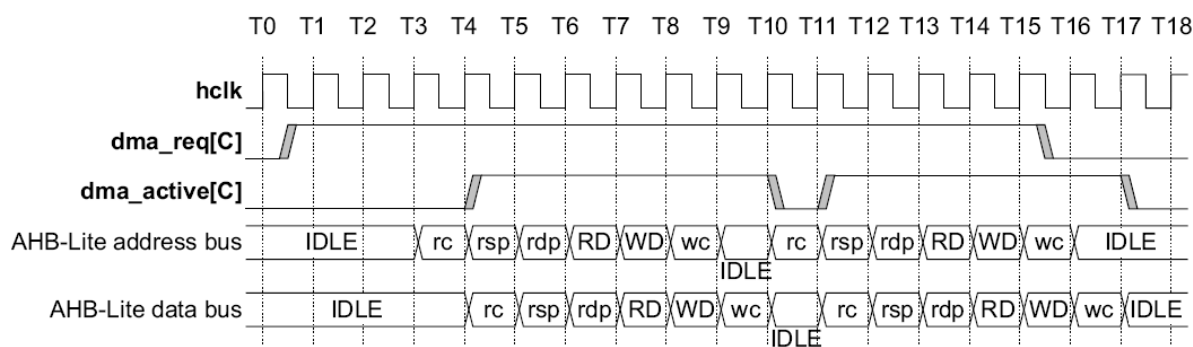 T0 T1 T2 T3 T4 T5 T6 T7 T8 T9 T10 T11 T12 T13 T14 T15 T16 T17 T18
hclk
dma_req[C]
dma_active[C]
AHB-Lite address bus IDLE rc rsp rdp RD WD wc IDLE rc rsp rdp RD WD wc IDLE
AHB-Lite data bus IDLE rc rsp rdp RD WD wc IDLE rc rsp rdp RD WD wc IDLE